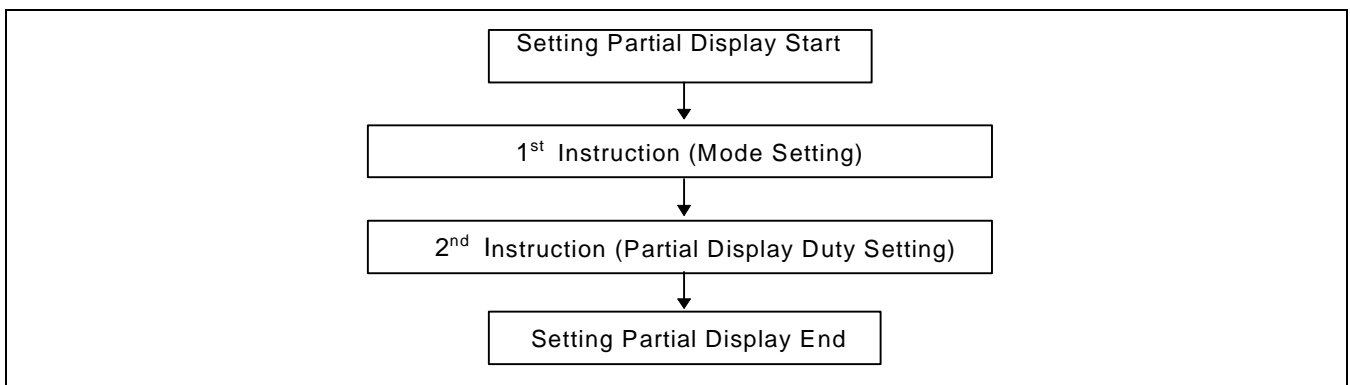 Setting Partial Display Start
1st Instruction (Mode Setting)
2nd Instruction (Partial Display Duty Setting)
Setting Partial Display End